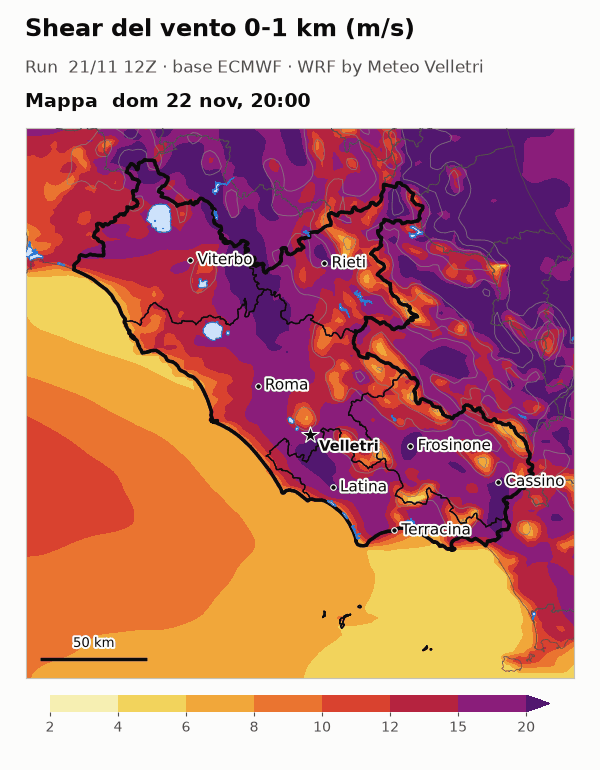 Shear del vento 0-1 km (m/s)
Run  21/11 12Z · base ECMWF · WRF by Meteo Velletri
Mappa  dom 22 nov, 20:00
Viterbo
Rieti
Roma
Velletri
Frosinone
Cassino
Latina
Terracina
50 km
2 4 6 8 10 12 15 20